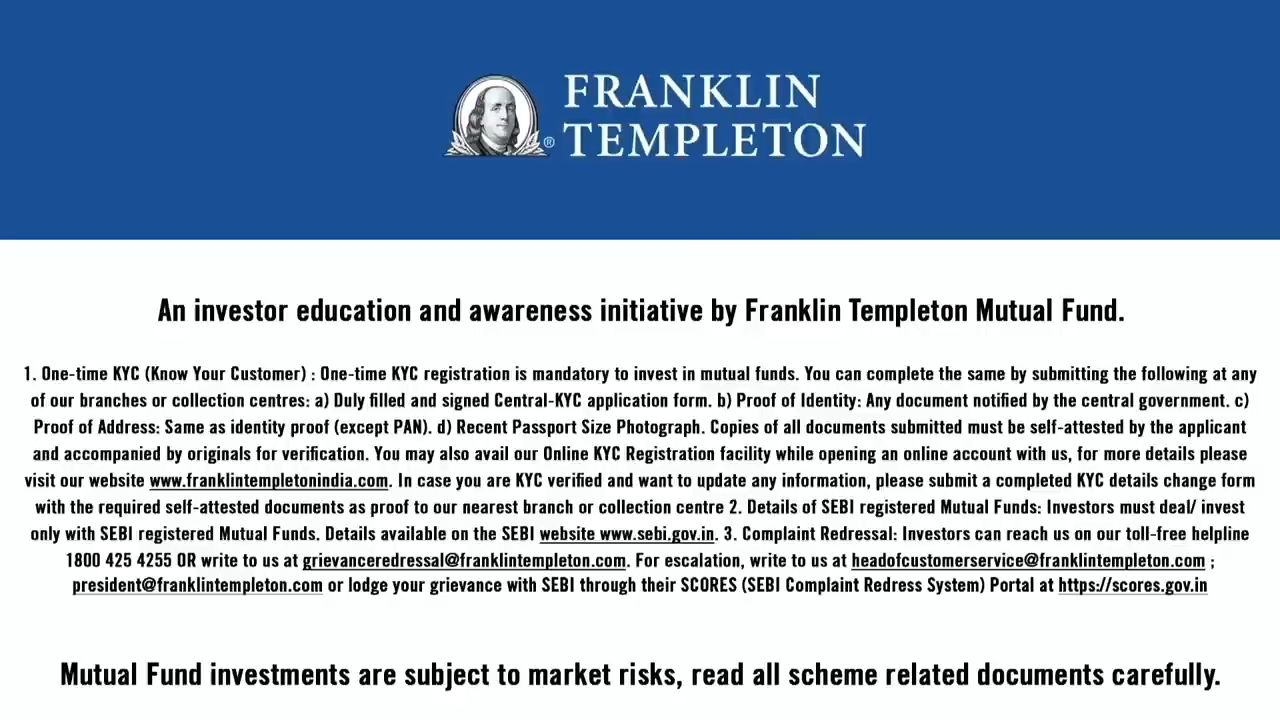 FRANKLIN
TEMPLETON
®
An investor education and awareness initiative by Franklin Templeton Mutual Fund.
1. One-time KYC (Know Your Customer) : One-time KYC registration is mandatory to invest in mutual funds. You can complete the same by submitting the following at any
of our branches or collection centres: a) Duly filled and signed Central-KYC application form. b) Proof of Identity: Any document notified by the central government. c)
Proof of Address: Same as identity proof (except PAN). d) Recent Passport Size Photograph. Copies of all documents submitted must be self-attested by the applicant
and accompanied by originals for verification. You may also avail our Online KYC Registration facility while opening an online account with us, for more details please
visit our website www.franklintempletonindia.com. In case you are KYC verified and want to update any information, please submit a completed KYC details change form
with the required self-attested documents as proof to our nearest branch or collection centre 2. Details of SEBI registered Mutual Funds: Investors must deal/ invest
only with SEBI registered Mutual Funds. Details available on the SEBI website www.sebi.gov.in. 3. Complaint Redressal: Investors can reach us on our toll-free helpline
1800 425 4255 OR write to us at grievanceredressal@franklintempleton.com. For escalation, write to us at headofcustomerservice@franklintempleton.com ;
president@franklintempleton.com or lodge your grievance with SEBI through their SCORES (SEBI Complaint Redress System) Portal at https://scores.gov.in
Mutual Fund investments are subject to market risks, read all scheme related documents carefully.